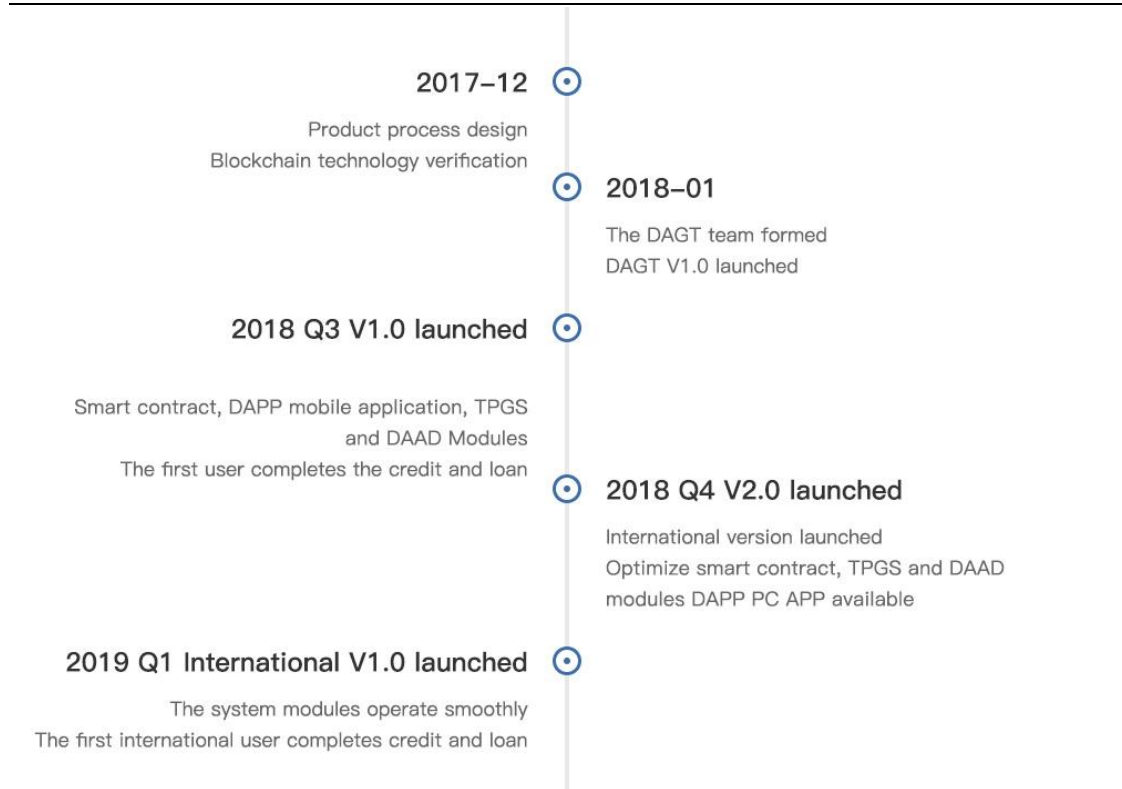 2017–12
Product process design
Blockchain technology verification
2018–01
The DAGT team formed
DAGT V1.0 launched
2018 Q3 V1.0 launched
Smart contract, DAPP mobile application, TPGS
and DAAD Modules
The first user completes the credit and loan
2018 Q4 V2.0 launched
International version launched
Optimize smart contract, TPGS and DAAD
modules DAPP PC APP available
2019 Q1 International V1.0 launched
The system modules operate smoothly
The first international user completes credit and loan